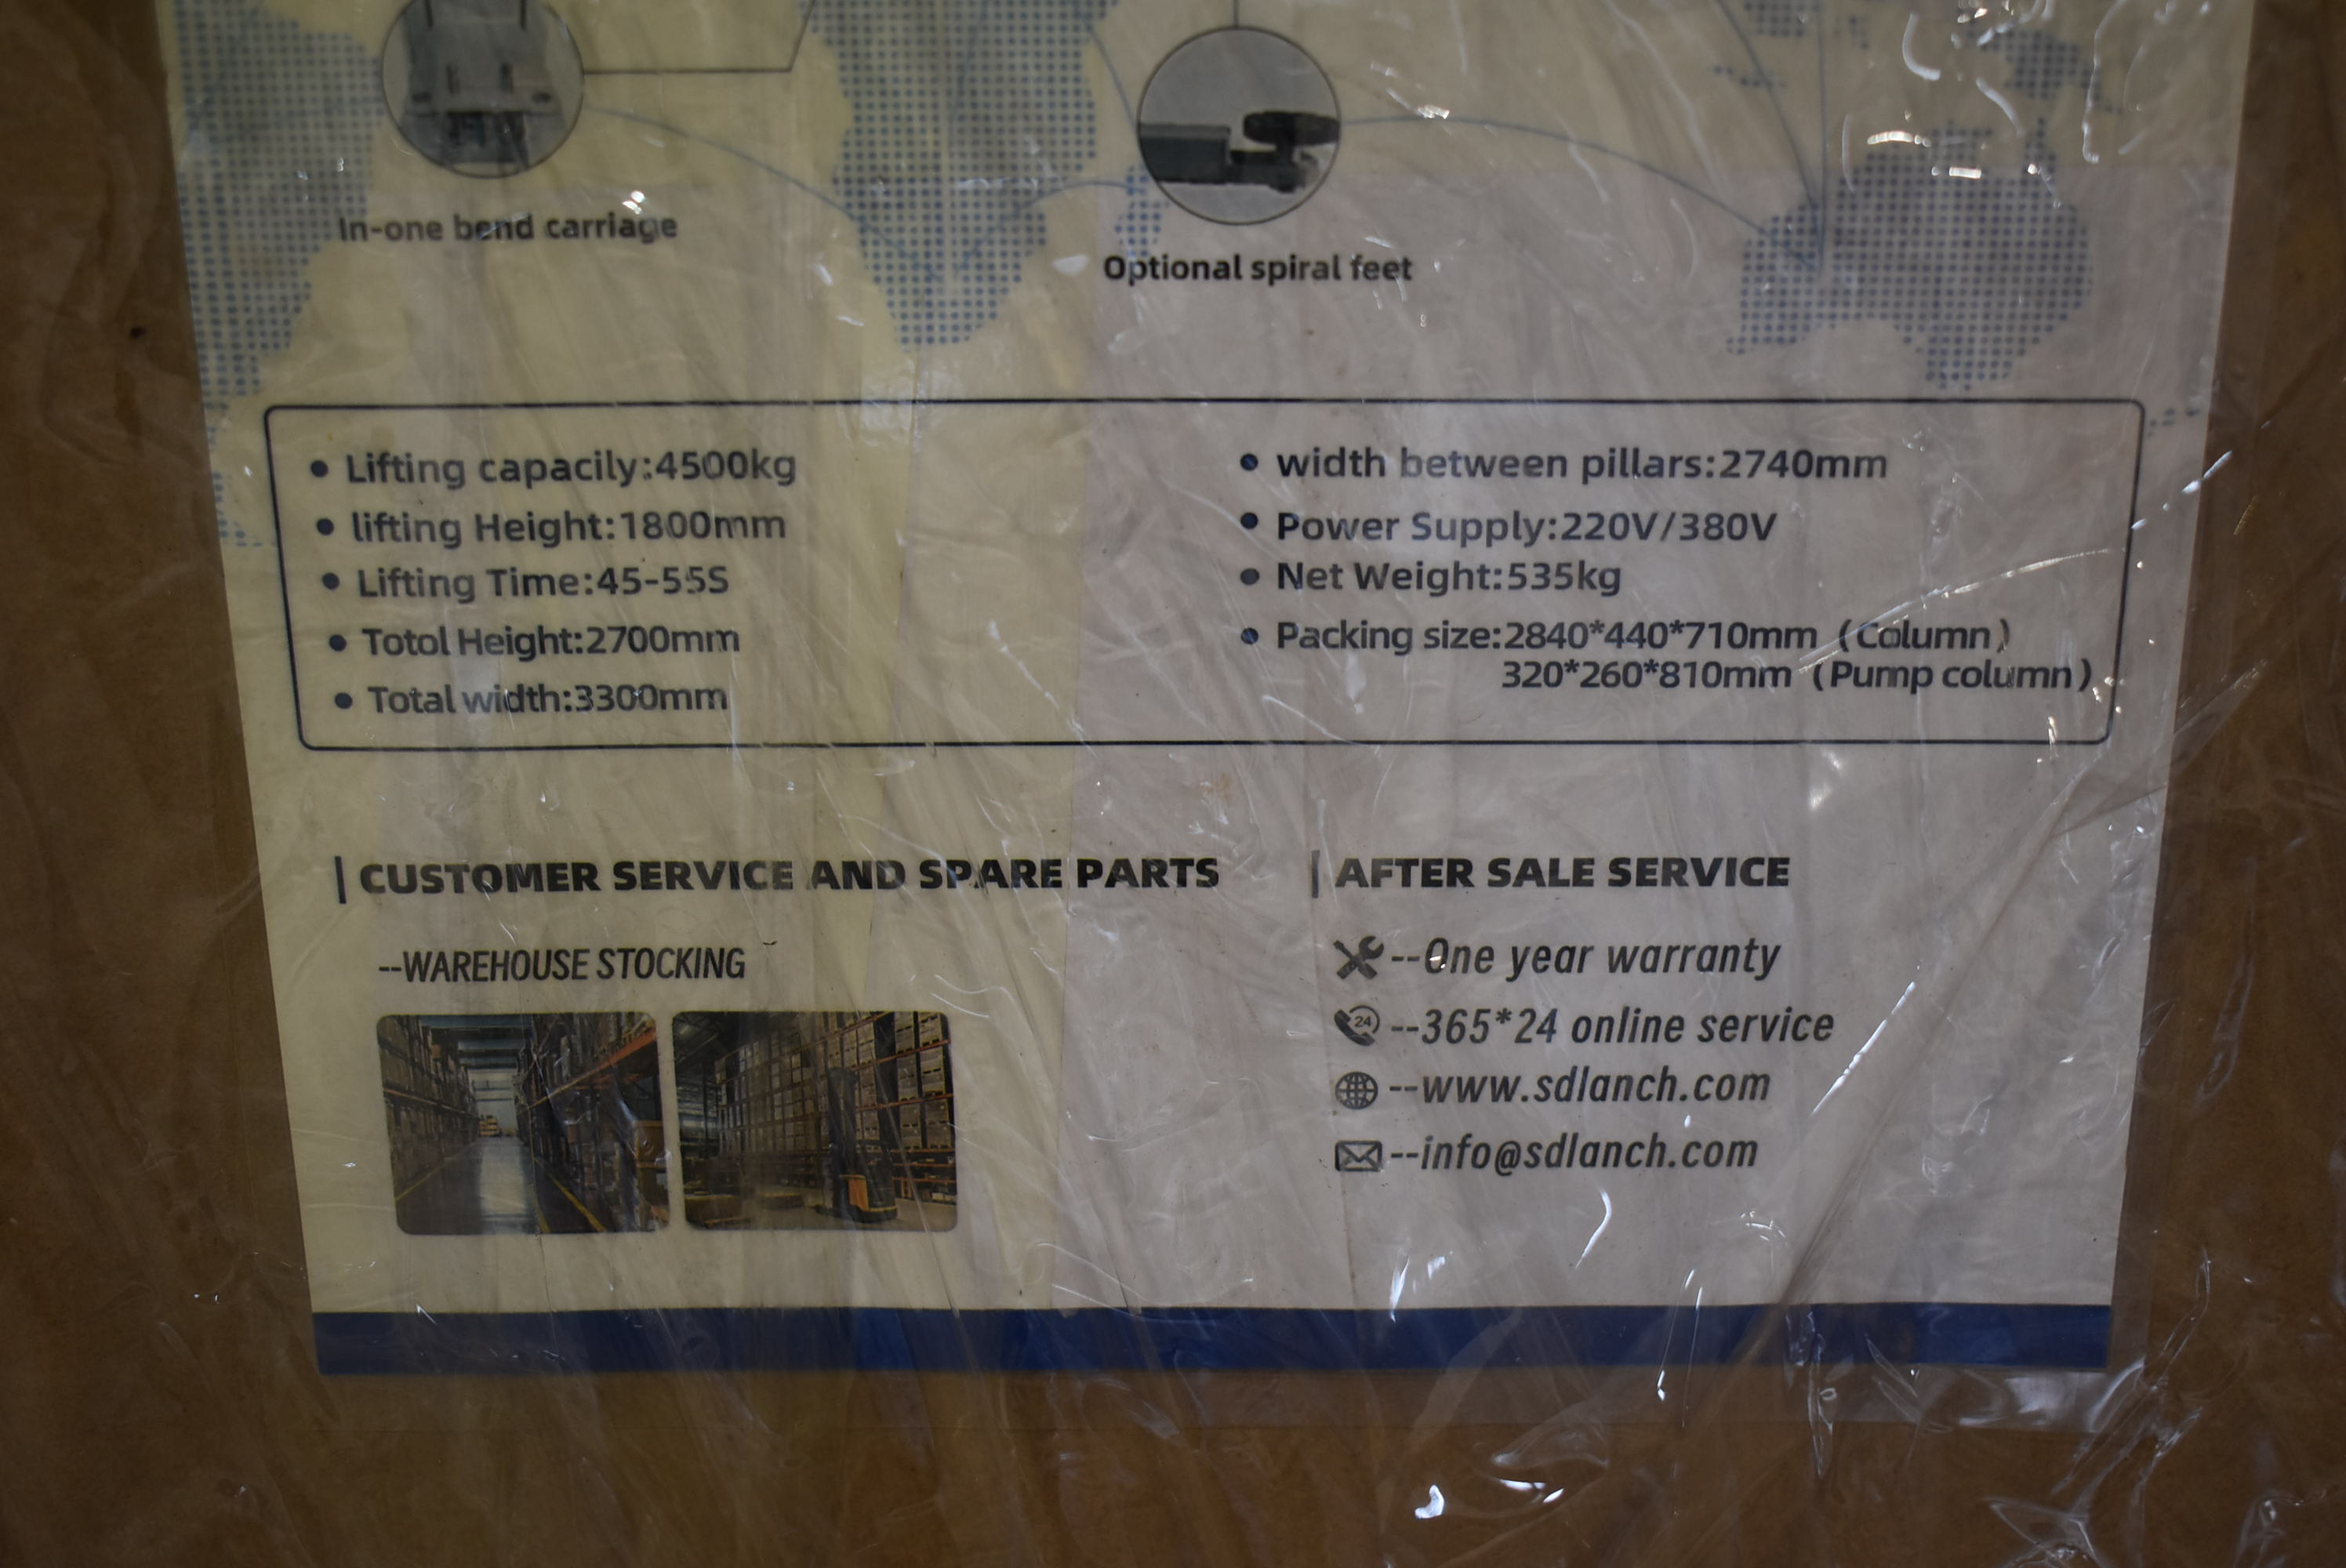 In-one bend carriage
Optional spiral feet
• Lifting capacily:4500kg
• lifting Height:1800mm
• Lifting Time:45-55S
• Totol Height:2700mm
• Total width:3300mm
• width between pillars:2740mm
• Power Supply:220V/380V
• Net Weight:535kg
• Packing size:2840*440*710mm (Column)
320*260*810mm (Pump column)
CUSTOMER SERVICE AND SPARE PARTS
--WAREHOUSE STOCKING
AFTER SALE SERVICE
--One year warranty
24
--365*24 online service
--www.sdlanch.com
--info@sdlanch.com